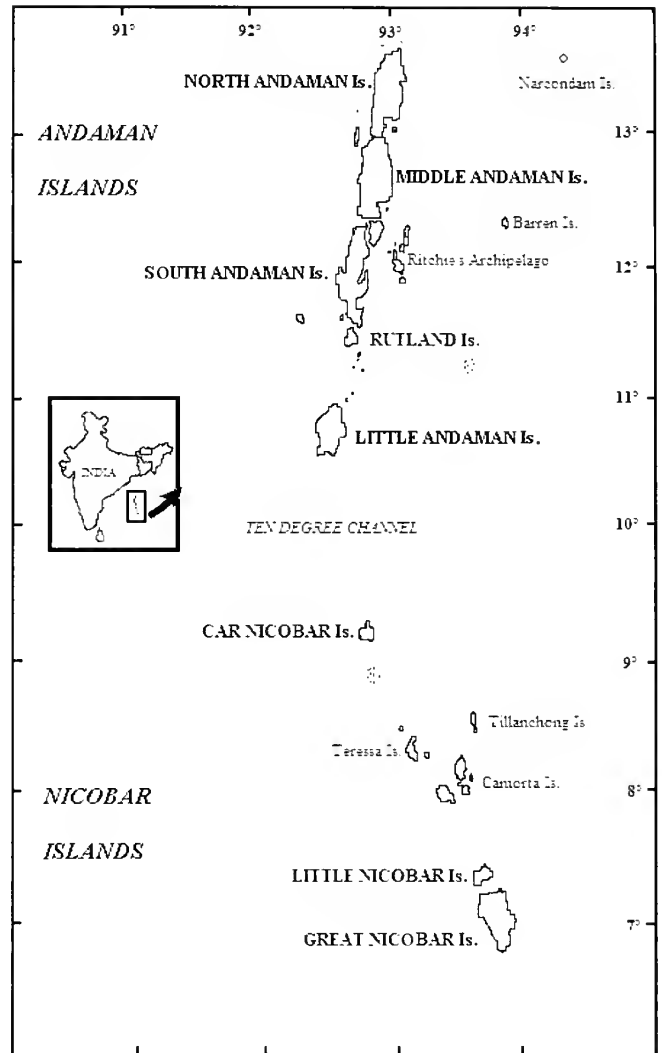 91° 92° 93° 94°
NORTH ANDAMAN Is.
Narcondam Is.
ANDAMAN
13°
ISLANDS
MIDDLE ANDAMAN Is.
Barren Is.
Ritchie's Archipelago
12°
SOUTH ANDAMAN Is.
RUTLAND Is.
11°
LITTLE ANDAMAN Is.
INDIA
TEN DEGREE CHANNEL
10°
CAR NICOBAR Is.
9°
Tillanchong Is
Teressa Is.
Camorta Is.
NICOBAR
8°
ISLANDS
LITTLE NICOBAR Is.
7°
GREAT NICOBAR Is.